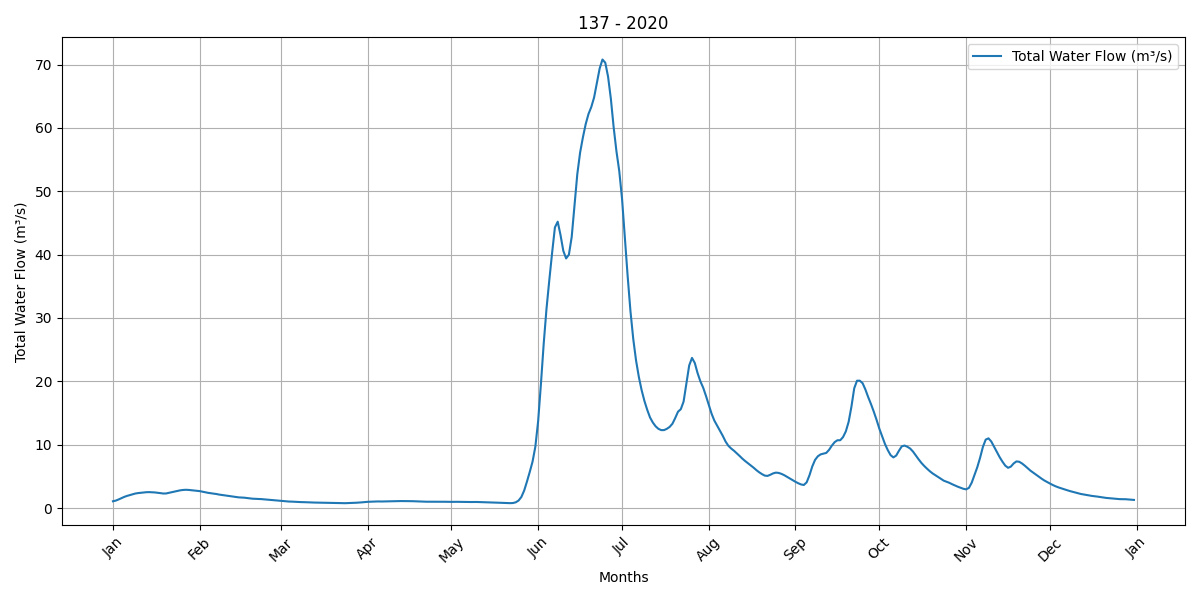 137 - 2020
Total Water Flow (m³/s)
Total Water Flow (m³/s)
70
60
50
40
30
20
10
0
Jan
Feb
Mar
Apr
May
Jun
Jul
Aug
Sep
Oct
Nov
Dec
Jan
Months